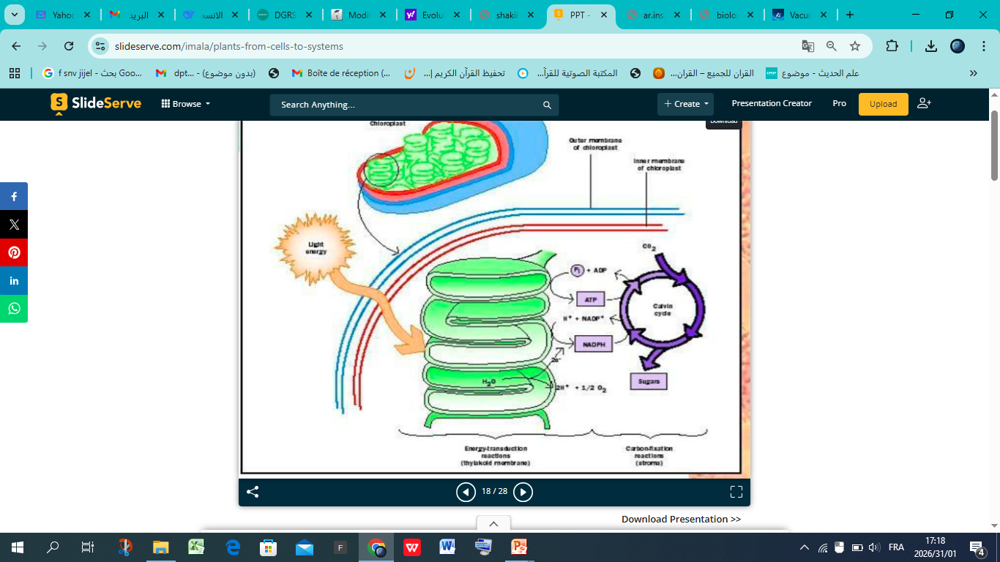 Yahoo
البريد
الانس
DGRS
Modif
Evolut
shakil
PPT -
ar.ins
biolo
Vacuo
slideserve.com/imala/plants-from-cells-to-systems
f snv jijel - بحث Goo...
dpt... - (بدون موضوع)
Boîte de réception (...
تحفيظ القرآن الكريم |...
المكتبة الصوتية للقرآ...
القران للجميع – القران...
علم الحديث - موضوع
SlideServe
Browse
Search Anything...
Create
Presentation Creator
Pro
Upload
Download
Chloroplast
Outer membrane
of chloroplast
Inner membrane
of chloroplast
Light
energy
CO2
Pi + ADP
ATP
Calvin
cycle
H+ + NADP+
NADPH
2e-
H2O
2H+ + 1/2 O2
Sugars
Energy-transduction
reactions
(thylakoid membrane)
Carbon-fixation
reactions
(stroma)
18 / 28
Download Presentation >>
FRA
17:18
2026/31/01
4